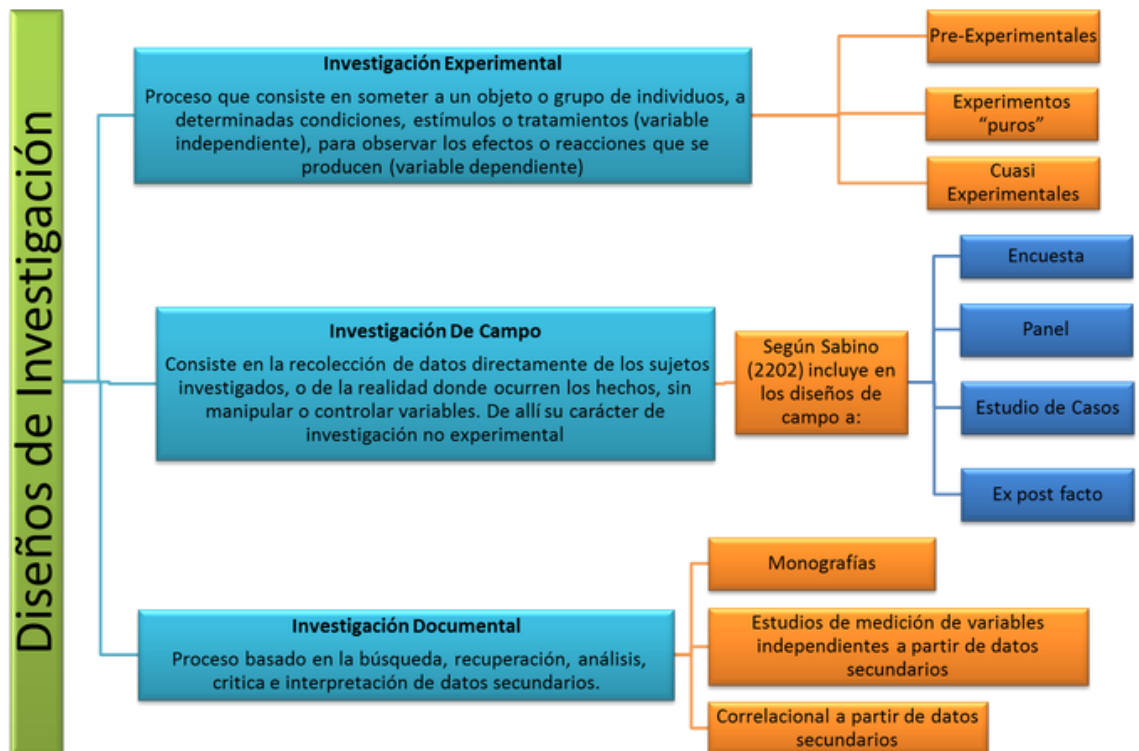 Diseños de Investigación
Investigación Experimental
Proceso que consiste en someter a un objeto o grupo de individuos, a
determinadas condiciones, estímulos o tratamientos (variable
independiente), para observar los efectos o reacciones que se
producen (variable dependiente)
Pre-Experimentales
Experimentos
“puros”
Cuasi
Experimentales
Investigación De Campo
Consiste en la recolección de datos directamente de los sujetos
investigados, o de la realidad donde ocurren los hechos, sin
manipular o controlar variables. De allí su carácter de
investigación no experimental
Según Sabino
(2202) incluye en
los diseños de
campo a:
Encuesta
Panel
Estudio de Casos
Ex post facto
Investigación Documental
Proceso basado en la búsqueda, recuperación, análisis,
critica e interpretación de datos secundarios.
Monografías
Estudios de medición de variables
independientes a partir de datos
secundarios
Correlacional a partir de datos
secundarios